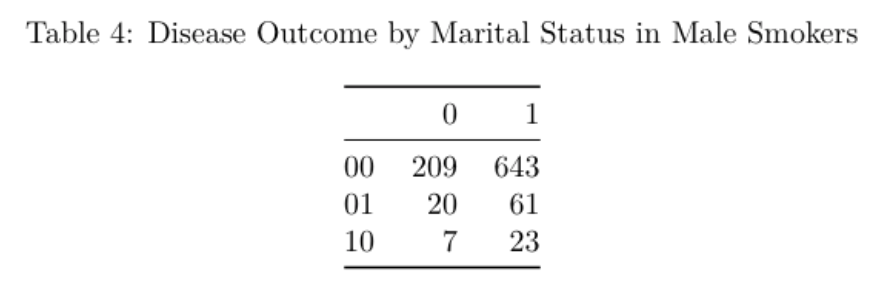 Table 4: Disease Outcome by Marital Status in Male Smokers
0 1
00 209 643
01 20 61
10 7 23